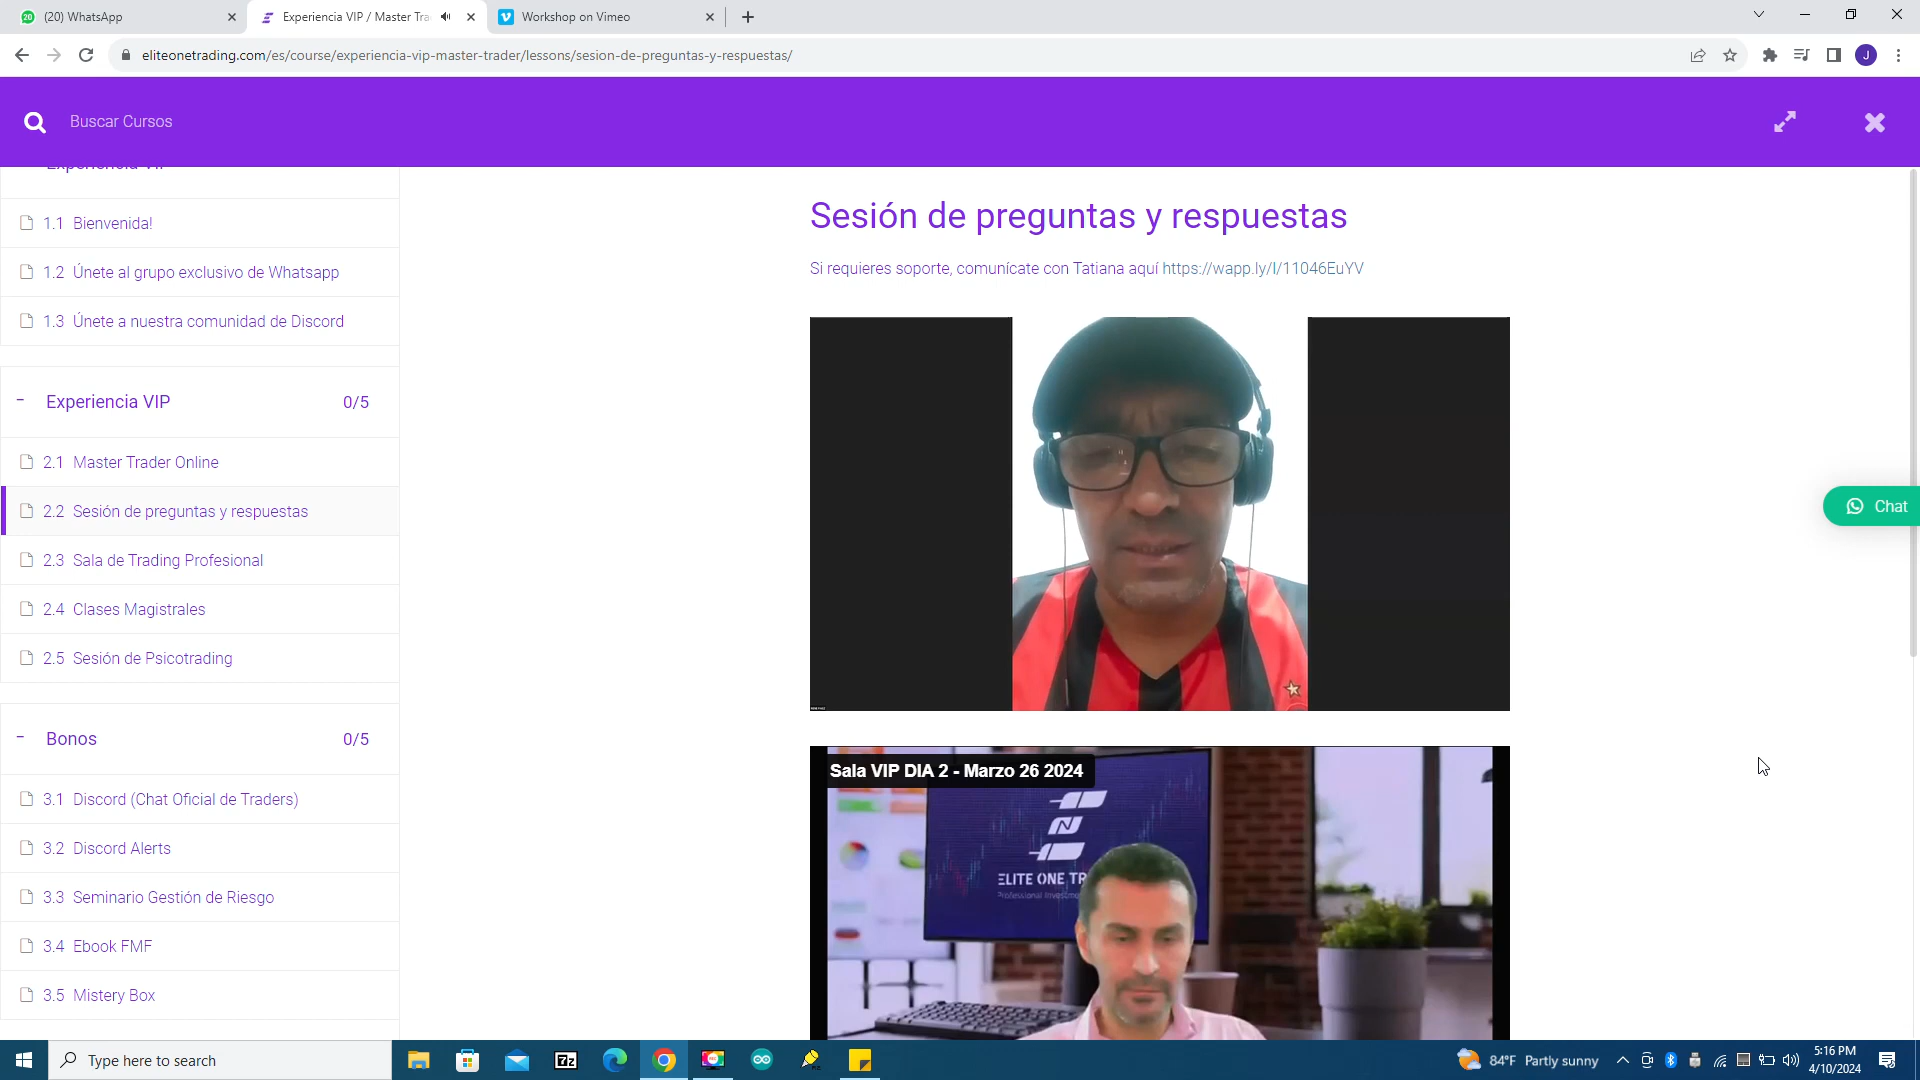 (20) WhatsApp
Experiencia VIP / Master Tra
Workshop on Vimeo
eliteonetrading.com/es/course/experiencia-vip-master-trader/lessons/sesion-de-preguntas-y-respuestas/
J
Buscar Cursos
Experiencia VIP
1.1 Bienvenida!
1.2 Únete al grupo exclusivo de Whatsapp
1.3 Únete a nuestra comunidad de Discord
- Experiencia VIP 0/5
2.1 Master Trader Online
2.2 Sesión de preguntas y respuestas
2.3 Sala de Trading Profesional
2.4 Clases Magistrales
2.5 Sesión de Psicotrading
- Bonos 0/5
3.1 Discord (Chat Oficial de Traders)
3.2 Discord Alerts
3.3 Seminario Gestión de Riesgo
3.4 Ebook FMF
3.5 Mistery Box
Sesión de preguntas y respuestas
Si requieres soporte, comunícate con Tatiana aquí https://wapp.ly/l/11046EuYV
Sala VIP DIA 2 - Marzo 26 2024
ELITE ONE TR
Professional Investme
Chat
Type here to search
7z
84°F Partly sunny
5:16 PM
4/10/2024